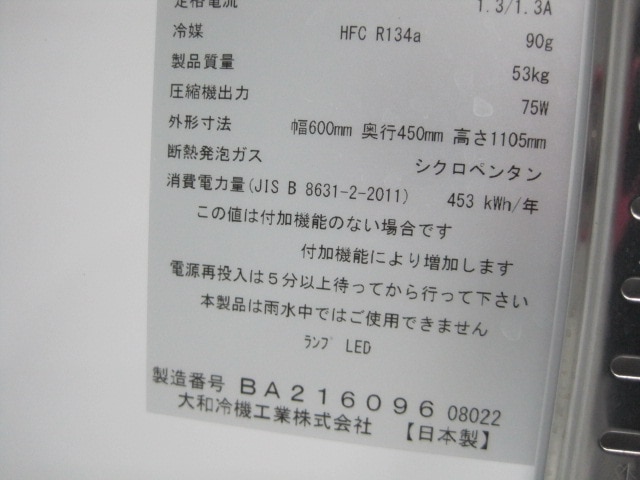 定格電流 1.3/1.3A
冷媒 HFC R134a 90g
製品質量 53kg
圧縮機出力 75W
外形寸法 幅600mm 奥行450mm 高さ1105mm
断熱発泡ガス シクロペンタン
消費電力量(JIS B 8631-2-2011) 453 kWh/年
この値は付加機能のない場合です
付加機能により増加します
電源再投入は５分以上待ってから行って下さい
本製品は雨水中ではご使用できません
ﾗﾝﾌﾟ LED
製造番号 ＢＡ２１６０９６ 08022
大和冷機工業株式会社 【日本製】